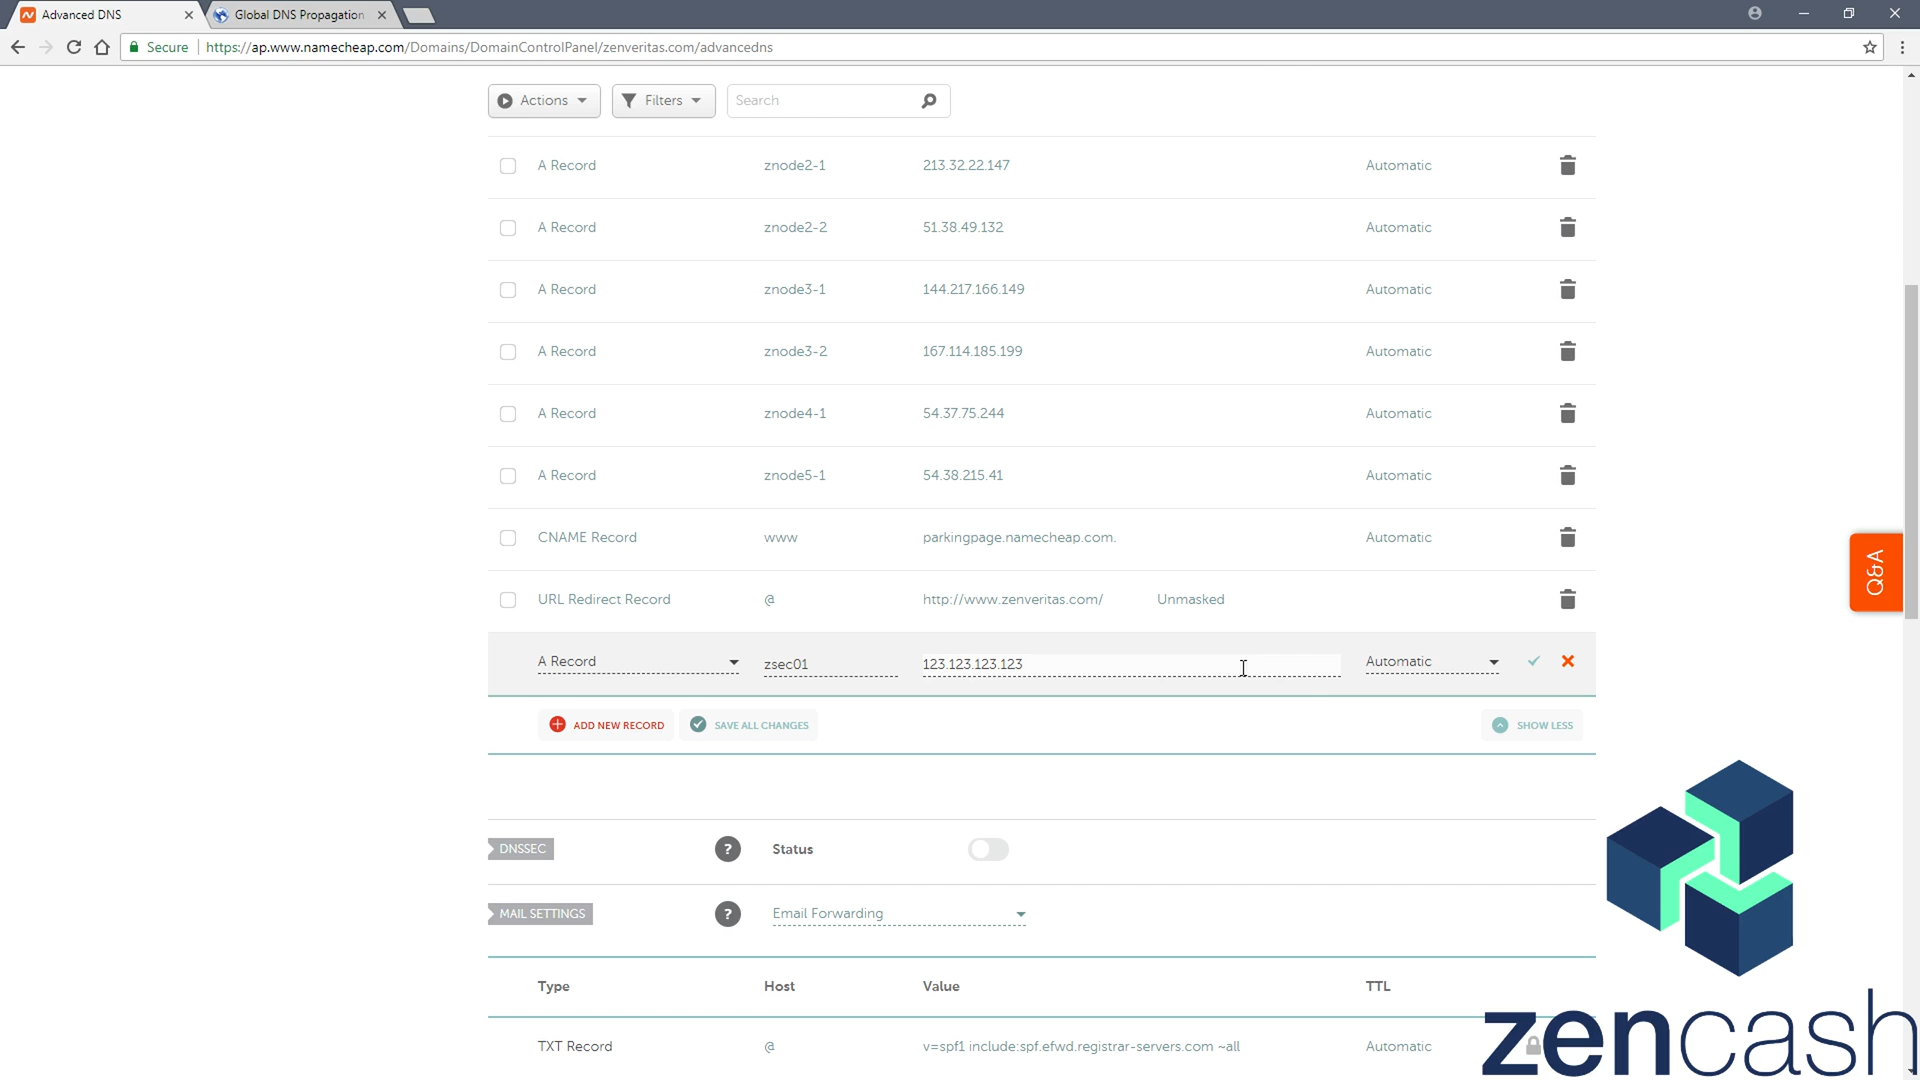 Advanced DNS
Global DNS Propagation
Secure https://ap.www.namecheap.com/Domains/DomainControlPanel/zenveritas.com/advancedns
Actions Filters Search
A Record znode2-1 213.32.22.147 Automatic
A Record znode2-2 51.38.49.132 Automatic
A Record znode3-1 144.217.166.149 Automatic
A Record znode3-2 167.114.185.199 Automatic
A Record znode4-1 54.37.75.244 Automatic
A Record znode5-1 54.38.215.41 Automatic
CNAME Record www parkingpage.namecheap.com. Automatic
URL Redirect Record @ http://www.zenveritas.com/ Unmasked
A Record zsec01 123.123.123.123 Automatic
ADD NEW RECORD SAVE ALL CHANGES SHOW LESS
Q&A
DNSSEC ? Status
MAIL SETTINGS ? Email Forwarding
Type Host Value TTL
TXT Record @ v=spf1 include:spf.efwd.registrar-servers.com ~all Automatic
zencash